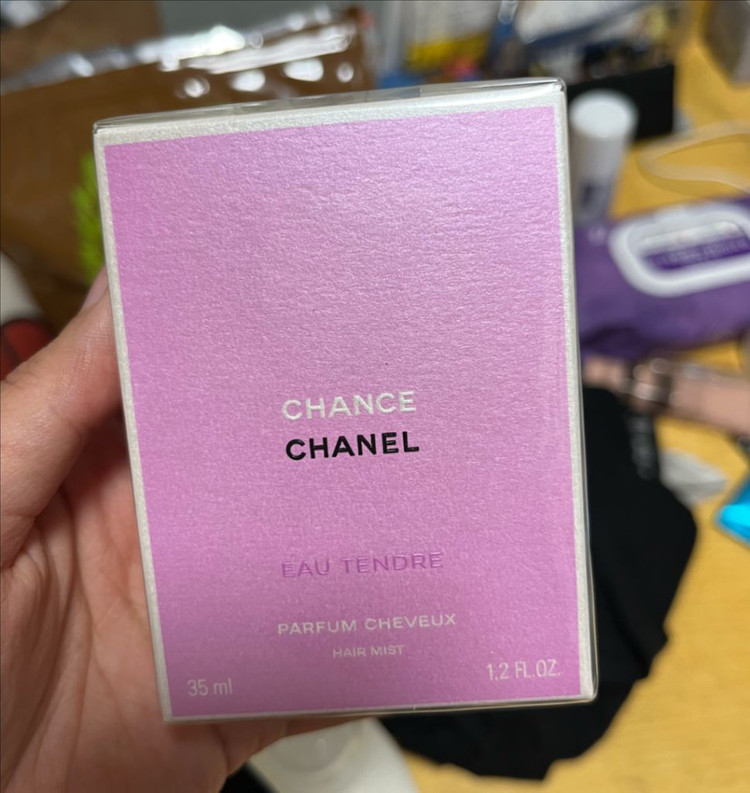 CHANCE
CHANEL
EAU TENDRE
PARFUM CHEVEUX
HAIR MIST
35 ml
1.2 FL.OZ.